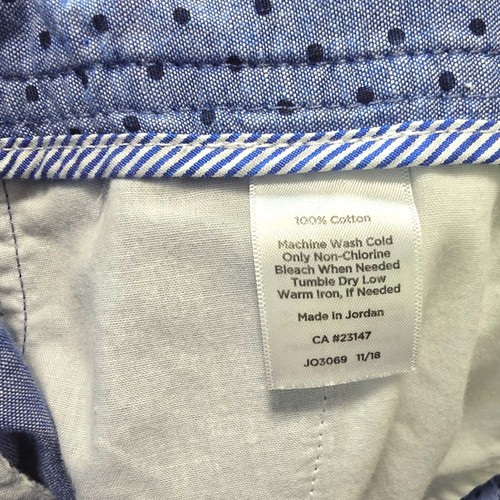 100% Cotton
Machine Wash Cold
Only Non-Chlorine
Bleach When Needed
Tumble Dry Low
Warm Iron, If Needed
Made in Jordan
CA #23147
JO3069 11/18